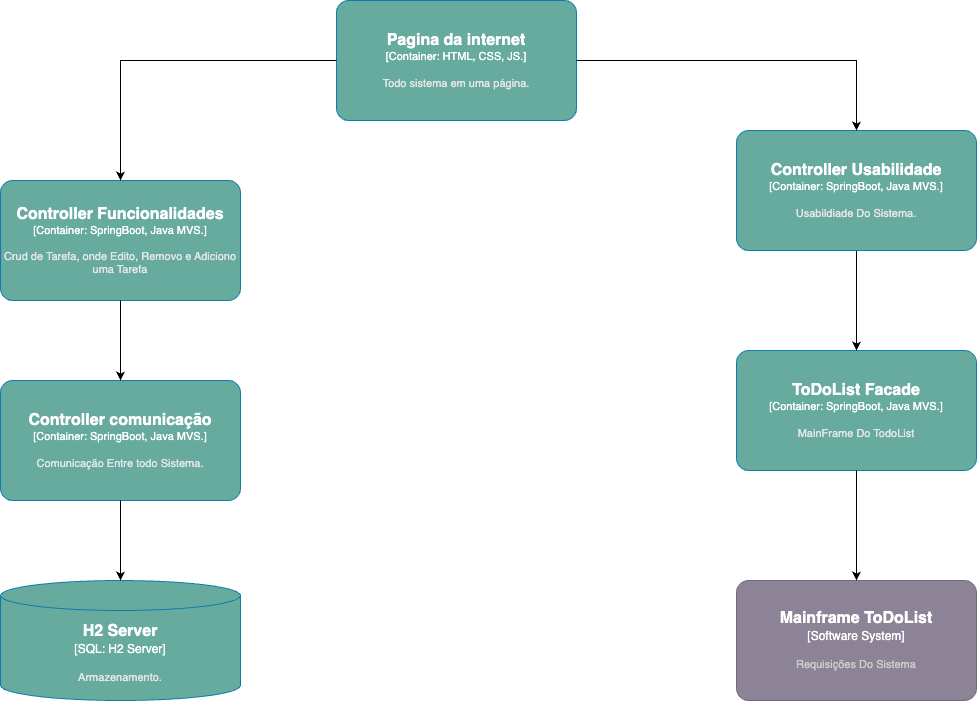 Pagina da internet
[Container: HTML, CSS, JS.]
Todo sistema em uma página.
Controller Usabilidade
[Container: SpringBoot, Java MVS.]
Usabildiade Do Sistema.
Controller Funcionalidades
[Container: SpringBoot, Java MVS.]
Crud de Tarefa, onde Edito, Removo e Adiciono
uma Tarefa
ToDoList Facade
[Container: SpringBoot, Java MVS.]
MainFrame Do TodoList
Controller comunicação
[Container: SpringBoot, Java MVS.]
Comunicação Entre todo Sistema.
H2 Server
[SQL: H2 Server]
Armazenamento.
Mainframe ToDoList
[Software System]
Requisições Do Sistema